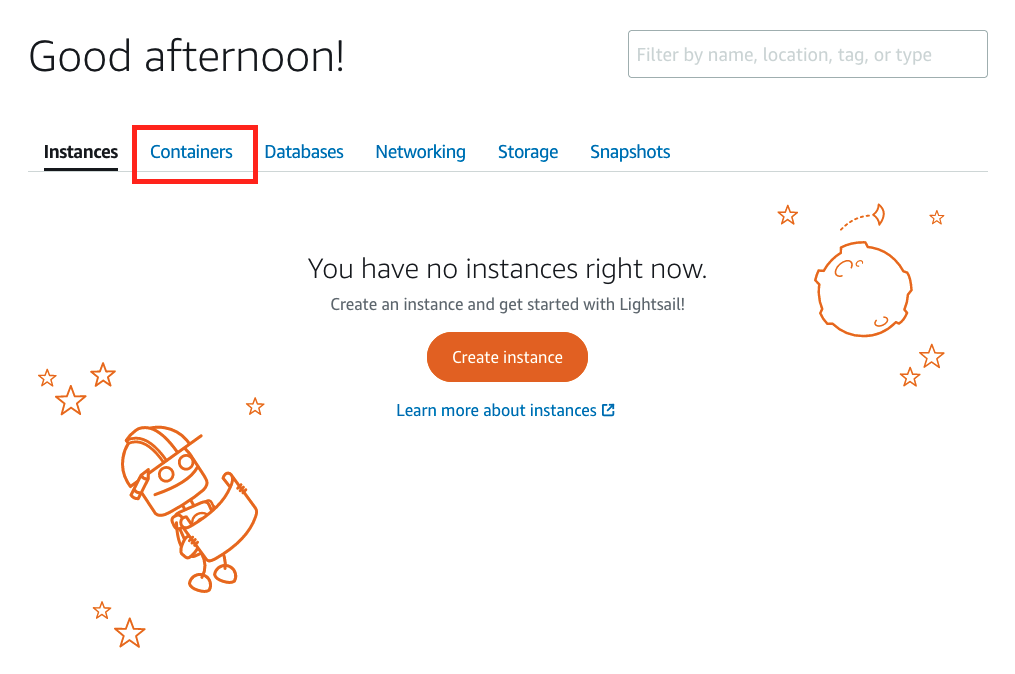 Good afternoon!
Filter by name, location, tag, or type
Instances Containers Databases Networking Storage Snapshots
You have no instances right now.
Create an instance and get started with Lightsail!
Create instance
Learn more about instances